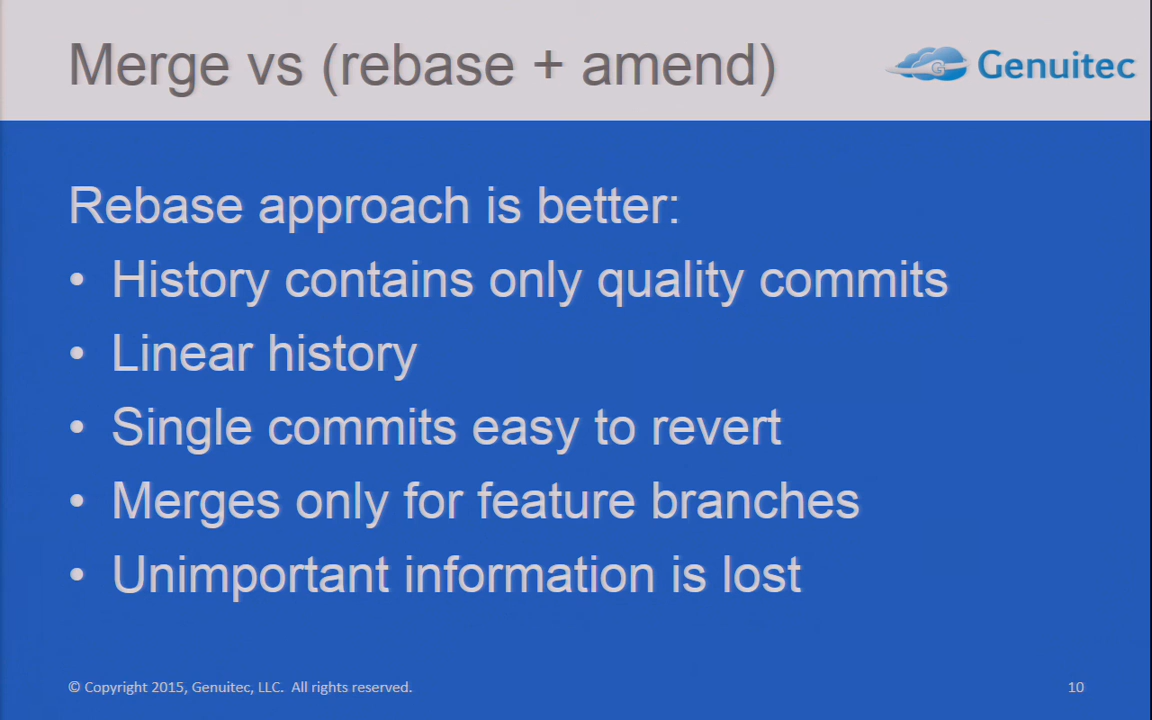 Merge vs (rebase + amend)
Genuitec
Rebase approach is better:
• History contains only quality commits
• Linear history
• Single commits easy to revert
• Merges only for feature branches
• Unimportant information is lost
© Copyright 2015, Genuitec, LLC. All rights reserved.
10